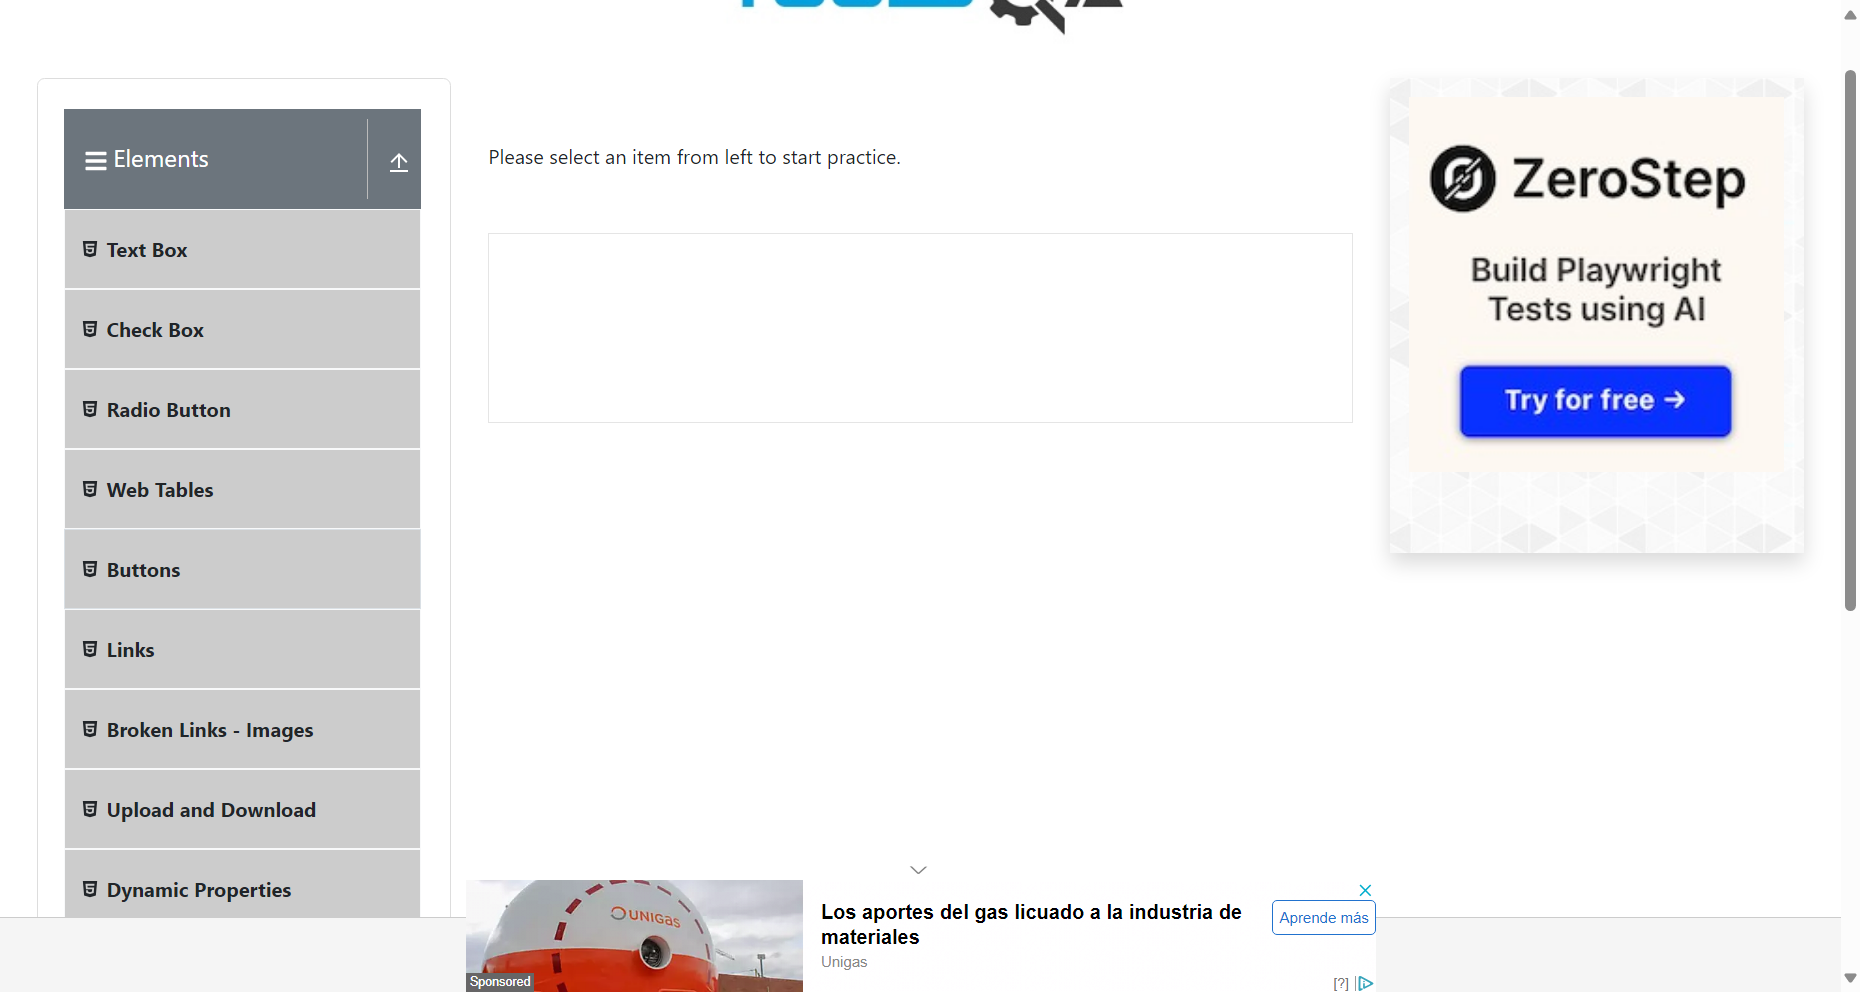 Elements
Please select an item from left to start practice.
Text Box
Check Box
Radio Button
Web Tables
Buttons
Links
Broken Links - Images
Upload and Download
Dynamic Properties
ZeroStep
Build Playwright
Tests using AI
Try for free →
UNIGAS
Sponsored
Los aportes del gas licuado a la industria de
materiales
Unigas
Aprende más
[?]